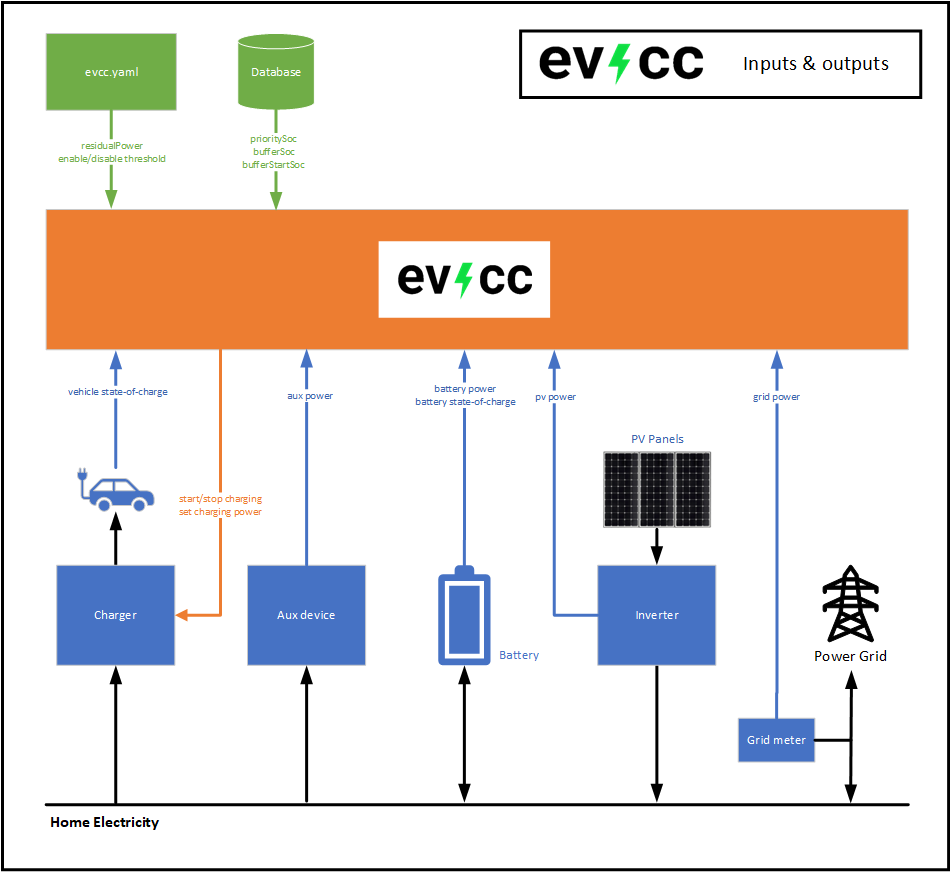 evcc
Inputs & outputs
evcc.yaml
Database
residualPower
enable/disable threshold
prioritySoc
bufferSoc
bufferStartSoc
evcc
vehicle state-of-charge
aux power
battery power
battery state-of-charge
pv power
grid power
PV Panels
start/stop charging
set charging power
Charger
Aux device
Battery
Inverter
Power Grid
Grid meter
Home Electricity